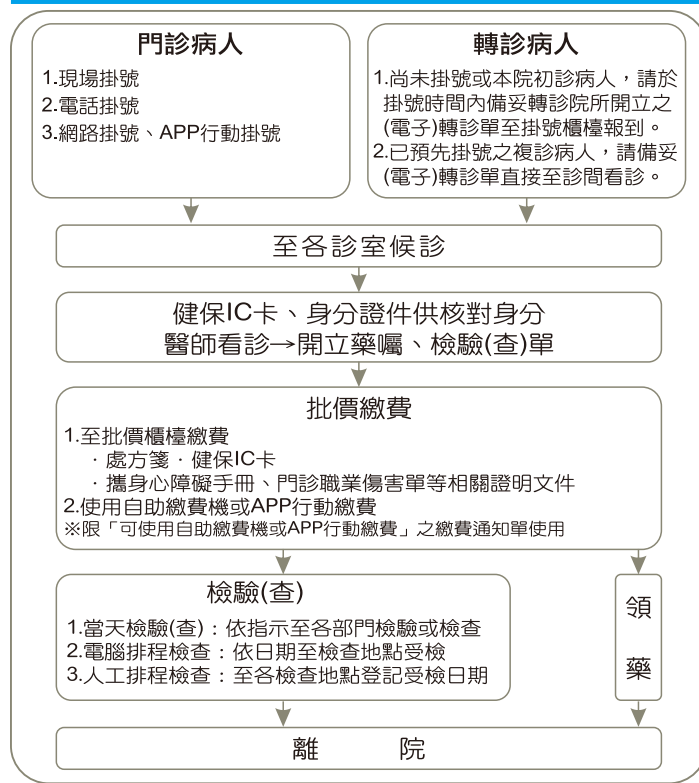 門診病人
1.現場掛號
2.電話掛號
3.網路掛號、APP行動掛號
轉診病人
1.尚未掛號或本院初診病人，請於
掛號時間內備妥轉診院所開立之
(電子)轉診單至掛號櫃檯報到。
2.已預先掛號之複診病人，請備妥
(電子)轉診單直接至診間看診。
至各診室候診
健保IC卡、身分證件供核對身分
醫師看診→開立藥囑、檢驗(查)單
批價繳費
1.至批價櫃檯繳費
．處方箋．健保IC卡
．攜身心障礙手冊、門診職業傷害單等相關證明文件
2.使用自助繳費機或APP行動繳費
※限「可使用自助繳費機或APP行動繳費」之繳費通知單使用
檢驗(查)
1.當天檢驗(查)：依指示至各部門檢驗或檢查
2.電腦排程檢查：依日期至檢查地點受檢
3.人工排程檢查：至各檢查地點登記受檢日期
領
藥
離 院